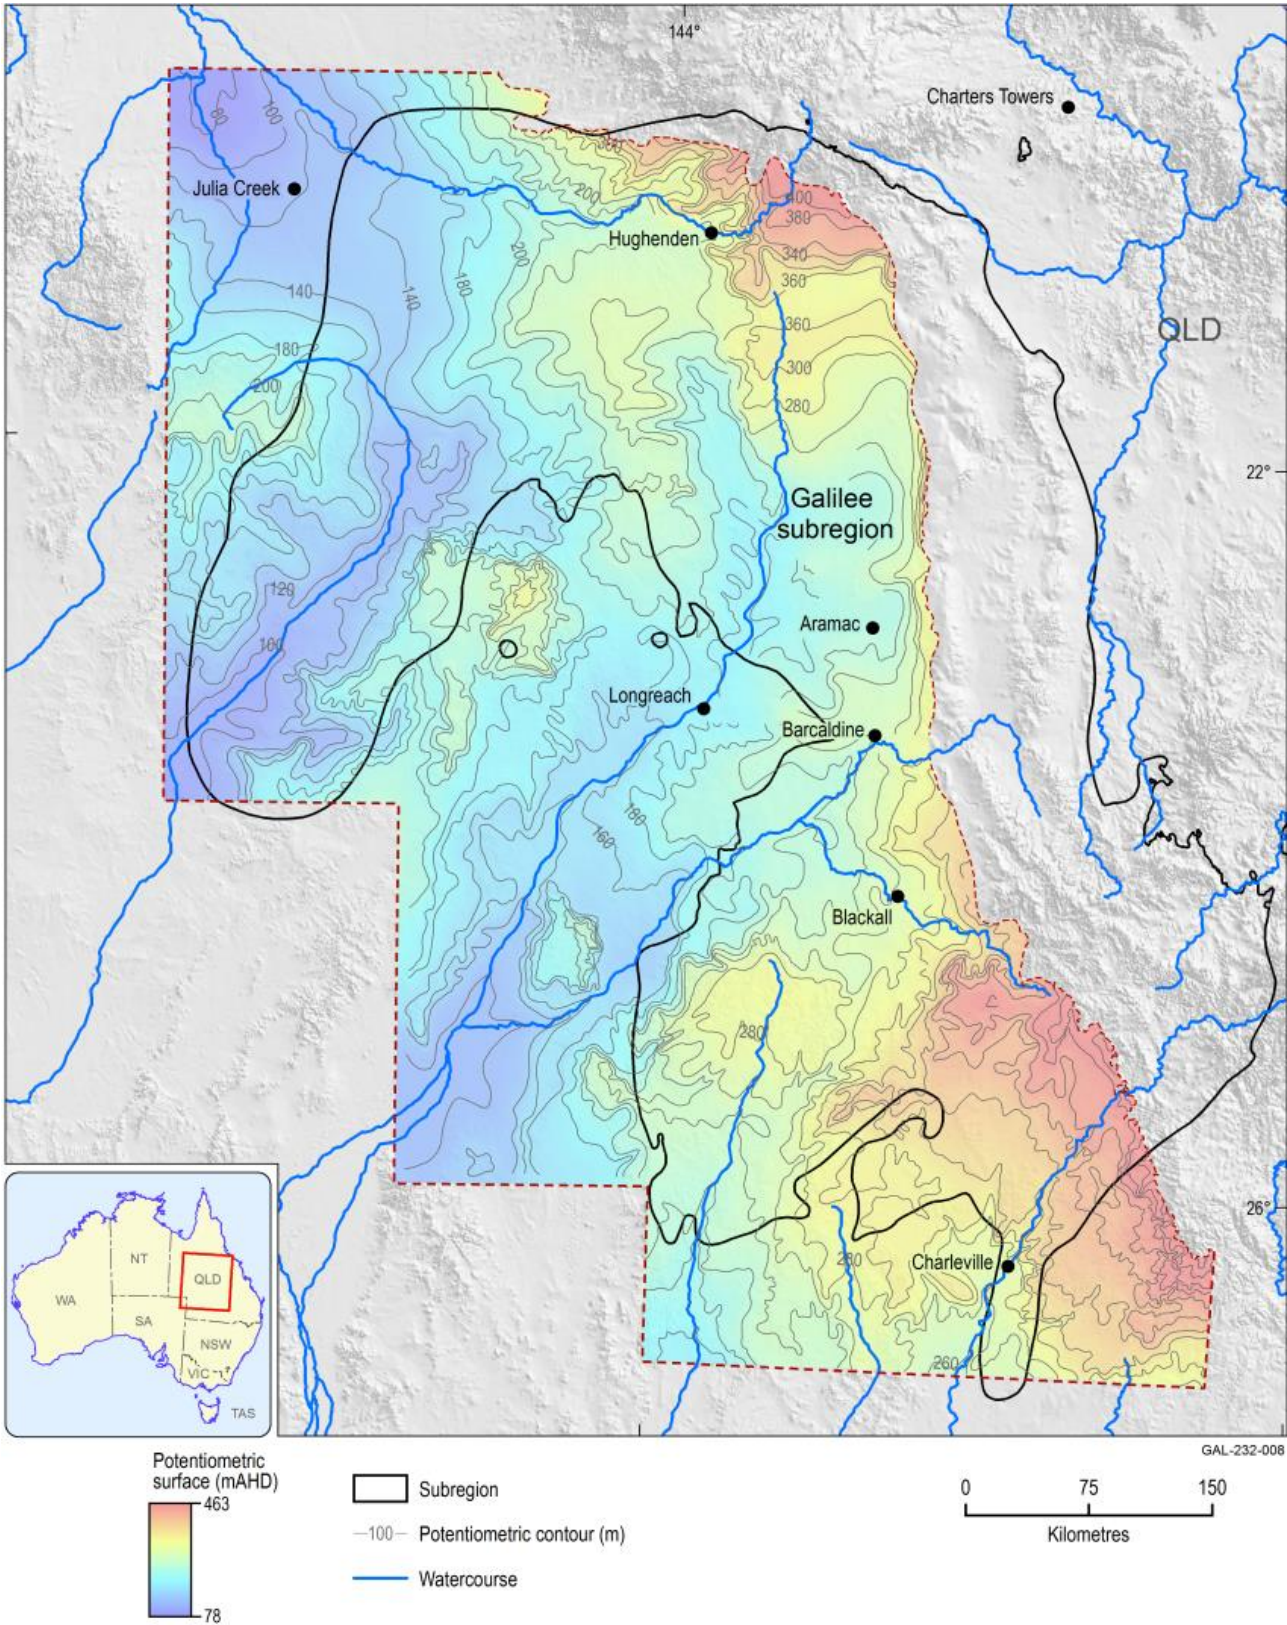 144°
Charters Towers
80
100
300
Julia Creek
200
400
380
Hughenden
200
340
180
360
140
140
QLD
360
180
300
200
280
22°
Galilee
subregion
120
Aramac
100
Longreach
Barcaldine
180
160
Blackall
280
26°
NT
QLD
WA
SA
NSW
VIC
TAS
Charleville
260
GAL-232-008
Potentiometric
surface (mAHD)
463
78
Subregion
100
Potentiometric contour (m)
Watercourse
0
75
150
Kilometres